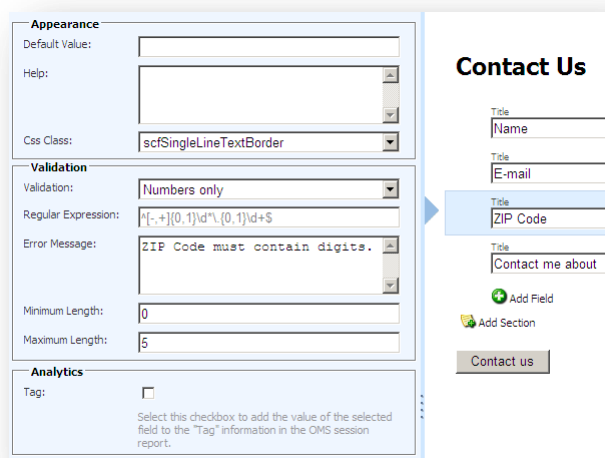 Appearance
Default Value:
Help:
Css Class: scfSingleLineTextBorder
Validation
Validation: Numbers only
Regular Expression: ^[-,+]{0,1}\d*\.{0,1}\d+$
Error Message: ZIP Code must contain digits.
Minimum Length: 0
Maximum Length: 5
Analytics
Tag:
Select this checkbox to add the value of the selected
field to the "Tag" information in the OMS session
report.
Contact Us
Title
Name
Title
E-mail
Title
ZIP Code
Title
Contact me about
Add Field
Add Section
Contact us